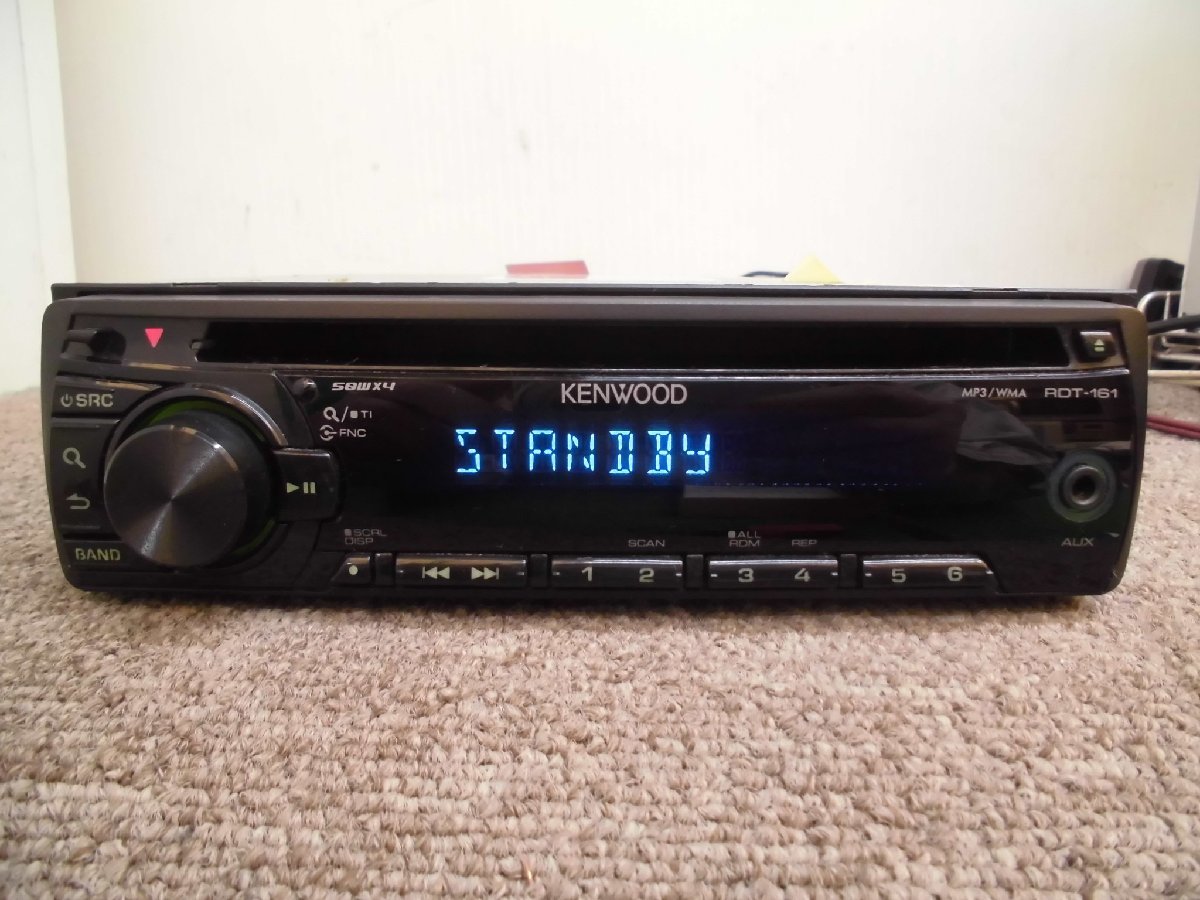 50WX4
KENWOOD
MP3/WMA RDT-161
SRC
/ TI
FNC
STANDBY
BAND
AUX
SCRL
DISP
SCAN
ALL
RDM
REP
1 2 3 4 5 6